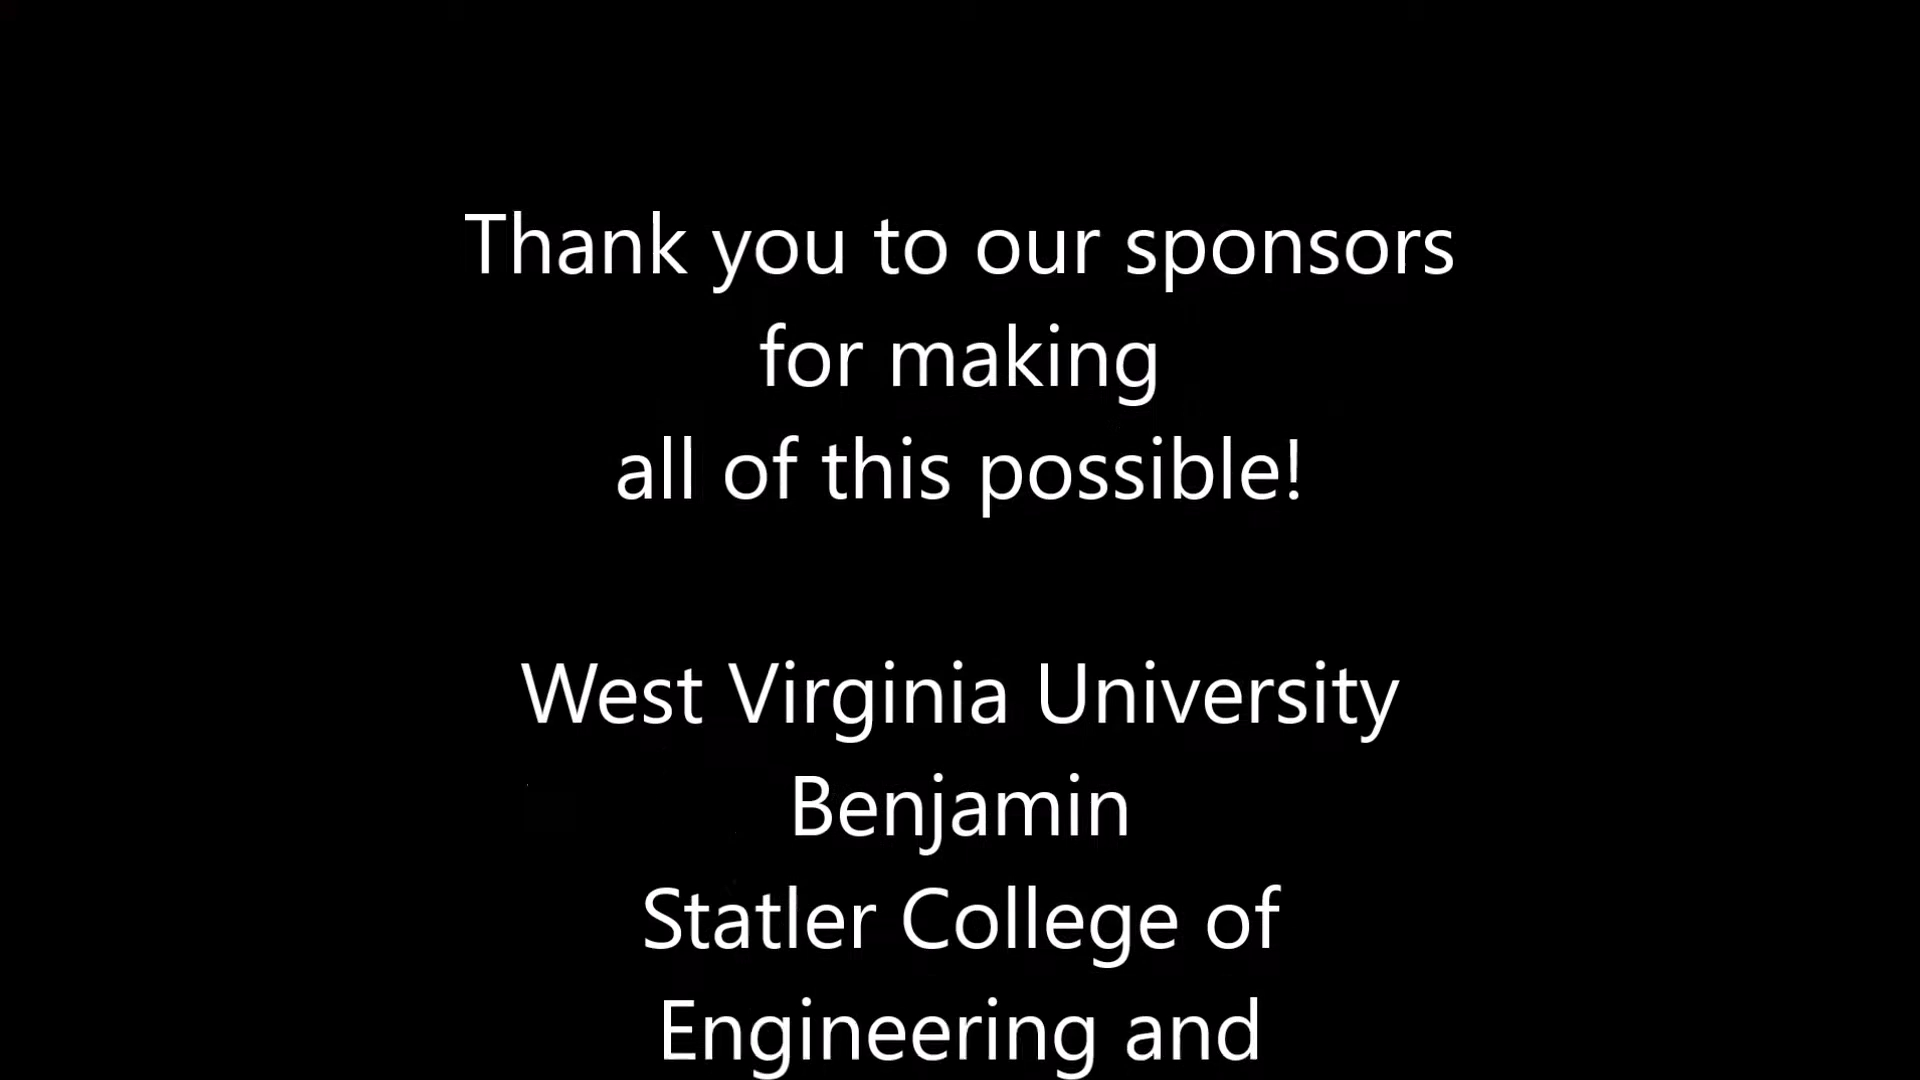 Thank you to our sponsors
for making
all of this possible!
West Virginia University
Benjamin
Statler College of
Engineering and